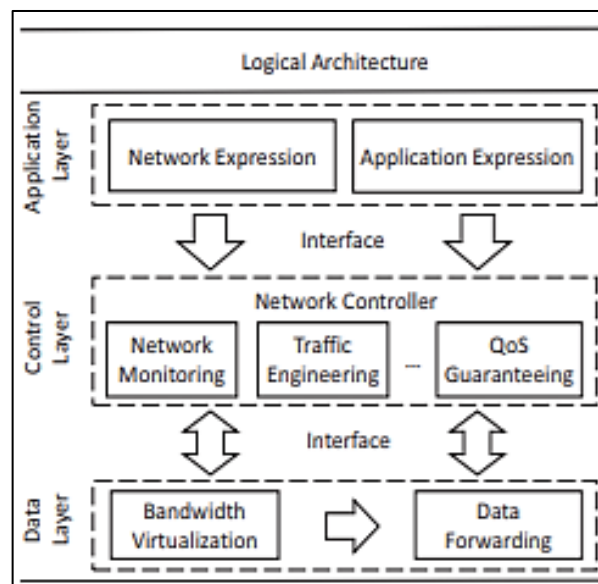 Logical Architecture
Application
Layer
Network Expression
Application Expression
Interface
Control
Layer
Network Controller
Network
Monitoring
Traffic
Engineering
...
QoS
Guaranteeing
Interface
Data
Layer
Bandwidth
Virtualization
Data
Forwarding